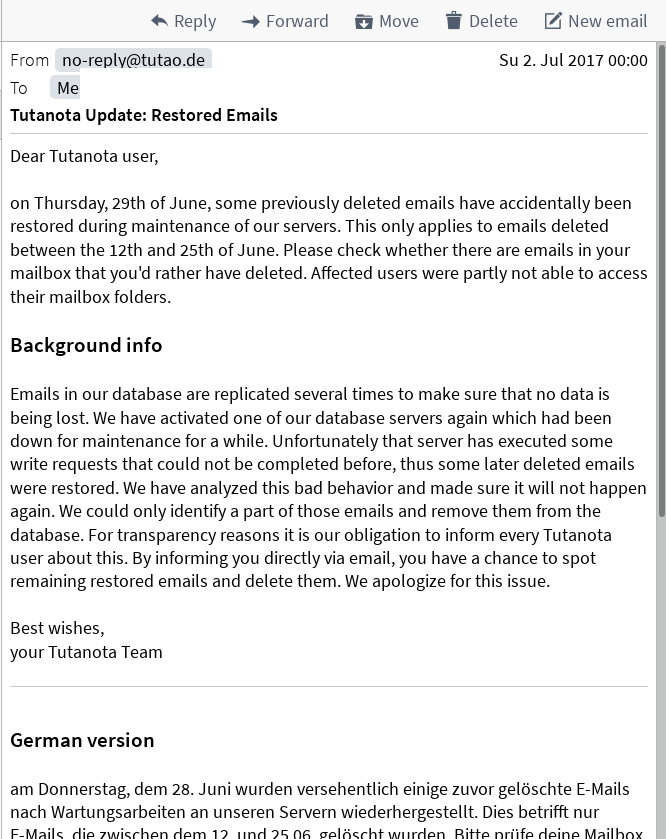 Reply Forward Move Delete New email
From no-reply@tutao.de Su 2. Jul 2017 00:00
To Me
Tutanota Update: Restored Emails
Dear Tutanota user,
on Thursday, 29th of June, some previously deleted emails have accidentally been
restored during maintenance of our servers. This only applies to emails deleted
between the 12th and 25th of June. Please check whether there are emails in your
mailbox that you'd rather have deleted. Affected users were partly not able to access
their mailbox folders.
Background info
Emails in our database are replicated several times to make sure that no data is
being lost. We have activated one of our database servers again which had been
down for maintenance for a while. Unfortunately that server has executed some
write requests that could not be completed before, thus some later deleted emails
were restored. We have analyzed this bad behavior and made sure it will not happen
again. We could only identify a part of those emails and remove them from the
database. For transparency reasons it is our obligation to inform every Tutanota
user about this. By informing you directly via email, you have a chance to spot
remaining restored emails and delete them. We apologize for this issue.
Best wishes,
your Tutanota Team
German version
am Donnerstag, dem 28. Juni wurden versehentlich einige zuvor gelöschte E-Mails
nach Wartungsarbeiten an unseren Servern wiederhergestellt. Dies betrifft nur
E-Mails, die zwischen dem 12. und 25.06. gelöscht wurden. Bitte prüfe deine Mailbox